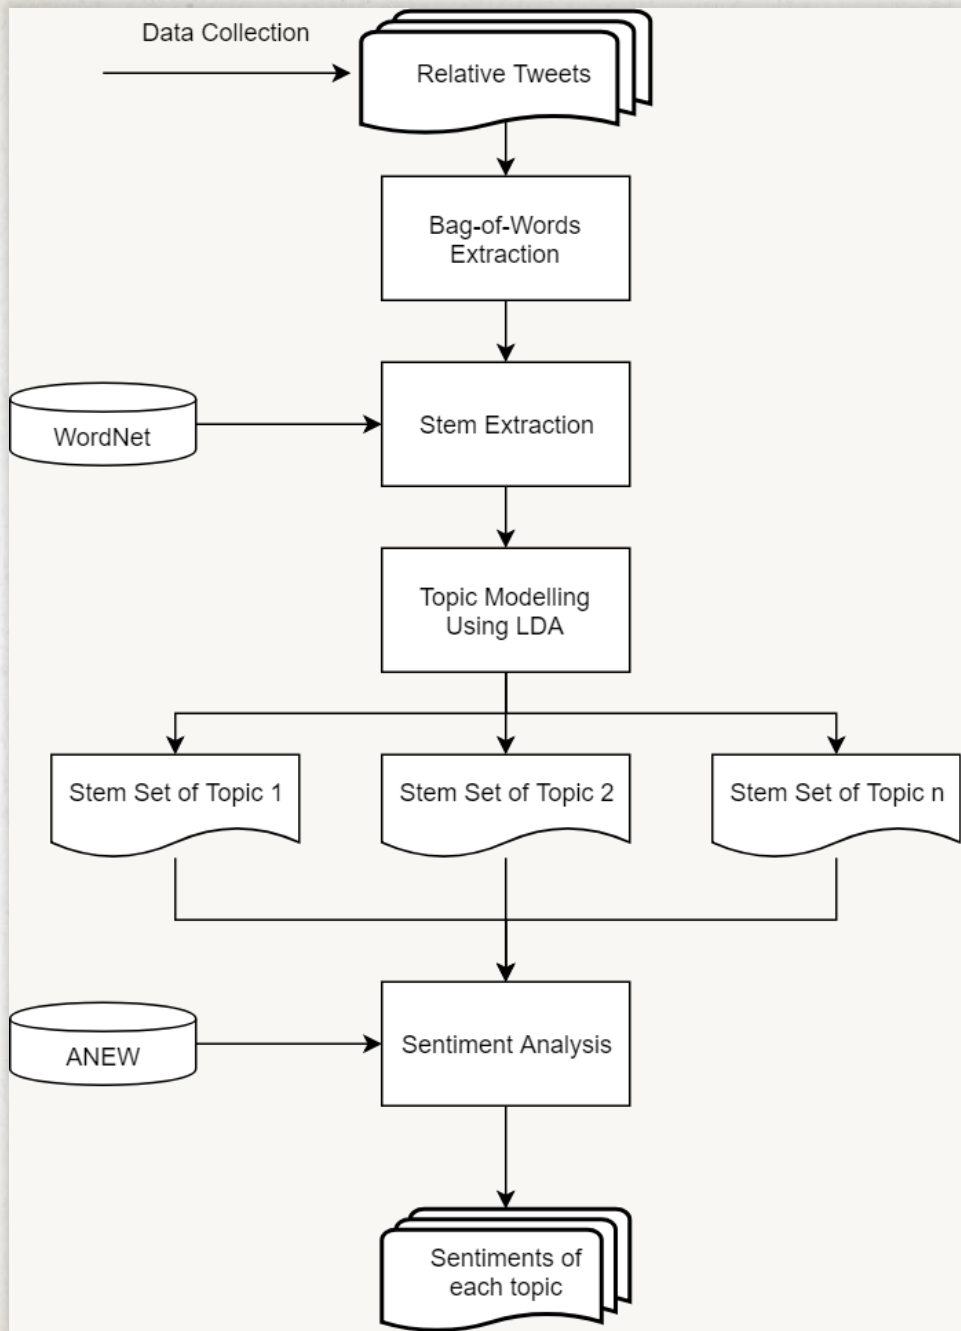 Data Collection
Relative Tweets
Bag-of-Words
Extraction
WordNet
Stem Extraction
Topic Modelling
Using LDA
Stem Set of Topic 1
Stem Set of Topic 2
Stem Set of Topic n
ANEW
Sentiment Analysis
Sentiments of
each topic